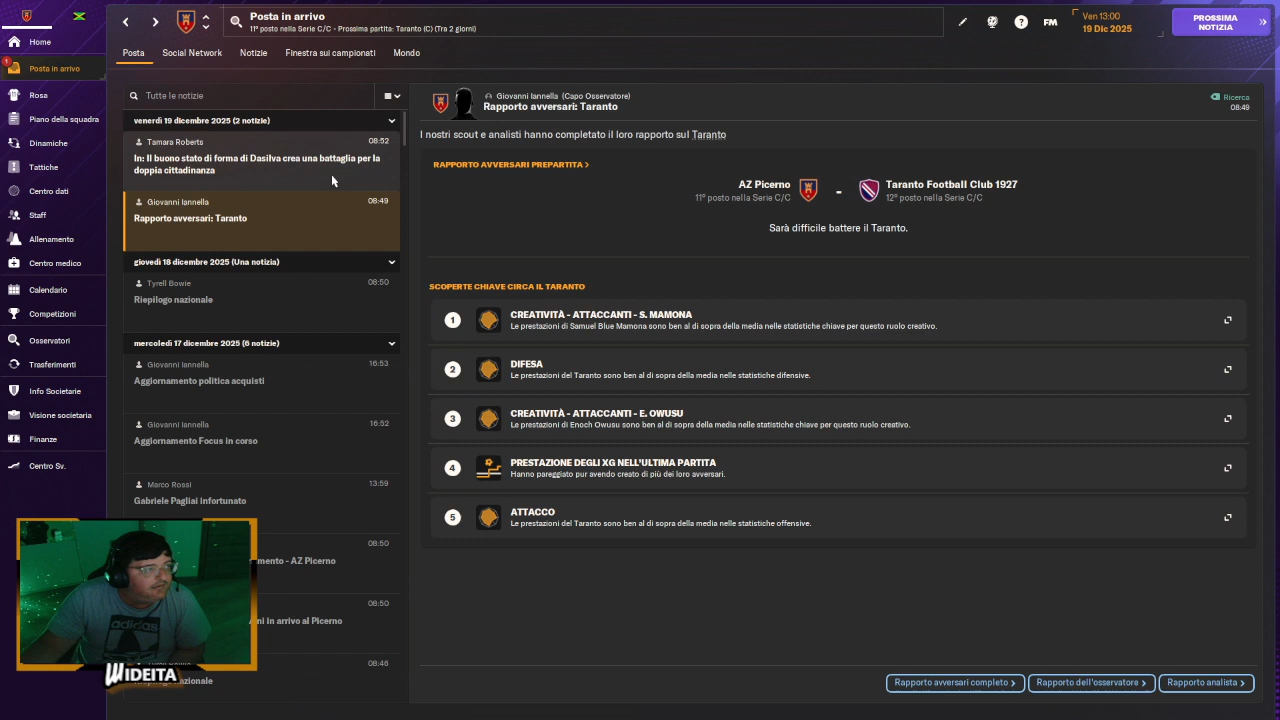 Posta in arrivo
11° posto nella Serie C/C - Prossima partita: Taranto (C) (Tra 2 giorni)
FM
Ven 13:00
19 Dic 2025
PROSSIMA
NOTIZIA
Posta
Social Network
Notizie
Finestra sui campionati
Mondo
Home
1
Posta in arrivo
Rosa
Piano della squadra
Dinamiche
Tattiche
Centro dati
Staff
Allenamento
Centro medico
Calendario
Competizioni
Osservatori
Trasferimenti
Info Societarie
Visione societaria
Finanze
Centro Sv.
Tutte le notizie
venerdì 19 dicembre 2025 (2 notizie)
Tamara Roberts
08:52
In: Il buono stato di forma di Dasilva crea una battaglia per la
doppia cittadinanza
Giovanni Iannella
08:49
Rapporto avversari: Taranto
giovedì 18 dicembre 2025 (Una notizia)
Tyrell Bowie
08:50
Riepilogo nazionale
mercoledì 17 dicembre 2025 (6 notizie)
Giovanni Iannella
16:53
Aggiornamento politica acquisti
Giovanni Iannella
16:52
Aggiornamento Focus in corso
Marco Rossi
13:59
Gabriele Pagliai infortunato
08:50
mento - AZ Picerno
08:50
ni in arrivo al Picerno
08:46
nazionale
Giovanni Iannella (Capo Osservatore)
Rapporto avversari: Taranto
Ricerca
08:49
I nostri scout e analisti hanno completato il loro rapporto sul Taranto
RAPPORTO AVVERSARI PREPARTITA
AZ Picerno
11° posto nella Serie C/C
-
Taranto Football Club 1927
12° posto nella Serie C/C
Sarà difficile battere il Taranto.
SCOPERTE CHIAVE CIRCA IL TARANTO
1
CREATIVITÀ - ATTACCANTI - S. MAMONA
Le prestazioni di Samuel Blue Mamona sono ben al di sopra della media nelle statistiche chiave per questo ruolo creativo.
2
DIFESA
Le prestazioni del Taranto sono ben al di sopra della media nelle statistiche difensive.
3
CREATIVITÀ - ATTACCANTI - E. OWUSU
Le prestazioni di Enoch Owusu sono ben al di sopra della media nelle statistiche chiave per questo ruolo creativo.
4
PRESTAZIONE DEGLI XG NELL'ULTIMA PARTITA
Hanno pareggiato pur avendo creato di più dei loro avversari.
5
ATTACCO
Le prestazioni del Taranto sono ben al di sopra della media nelle statistiche offensive.
Rapporto avversari completo
Rapporto dell'osservatore
Rapporto analista
adidas
WIDEITA